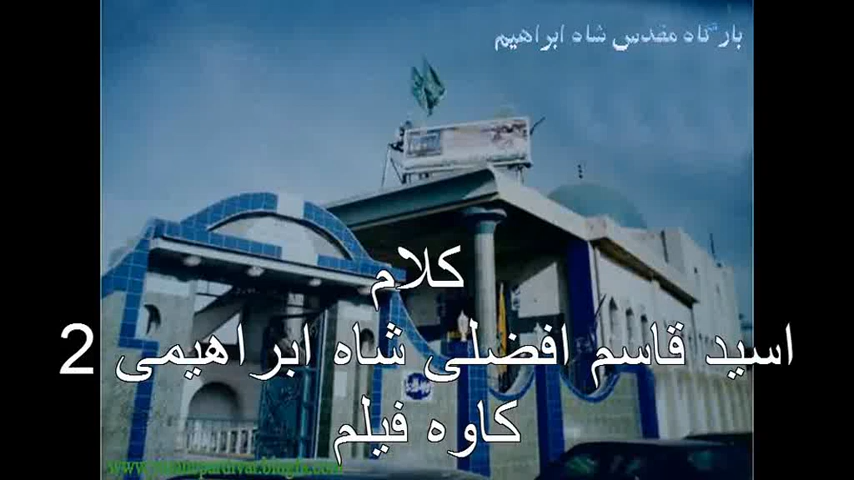 بارگاه مقدس شاه ابراهیم
کلام
اسید قاسم افضلی شاه ابراهیمی 2
کاوه فیلم